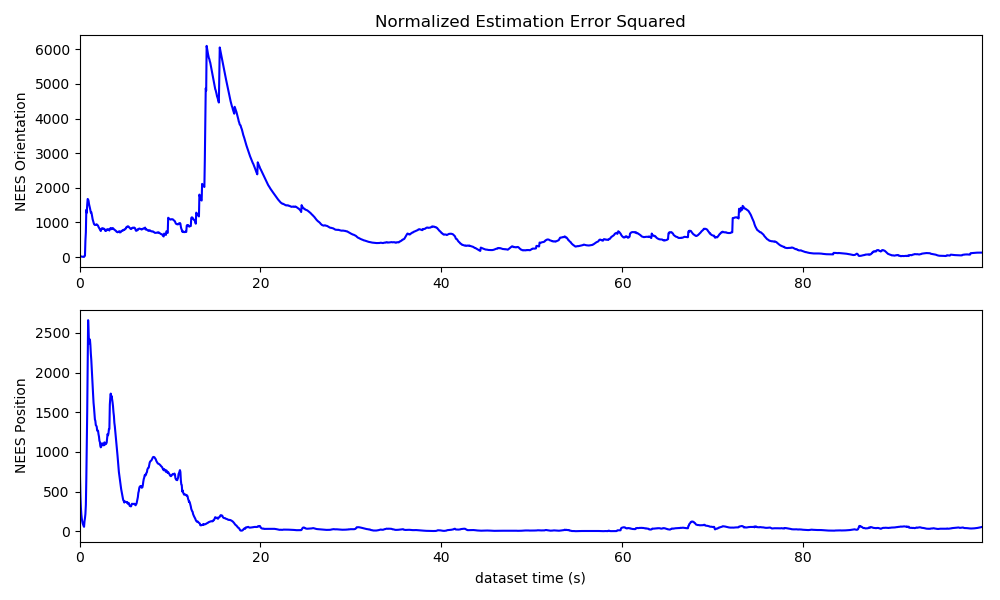 Normalized Estimation Error Squared
NEES Orientation
6000
5000
4000
3000
2000
1000
0
0 20 40 60 80
NEES Position
2500
2000
1500
1000
500
0
0 20 40 60 80
dataset time (s)